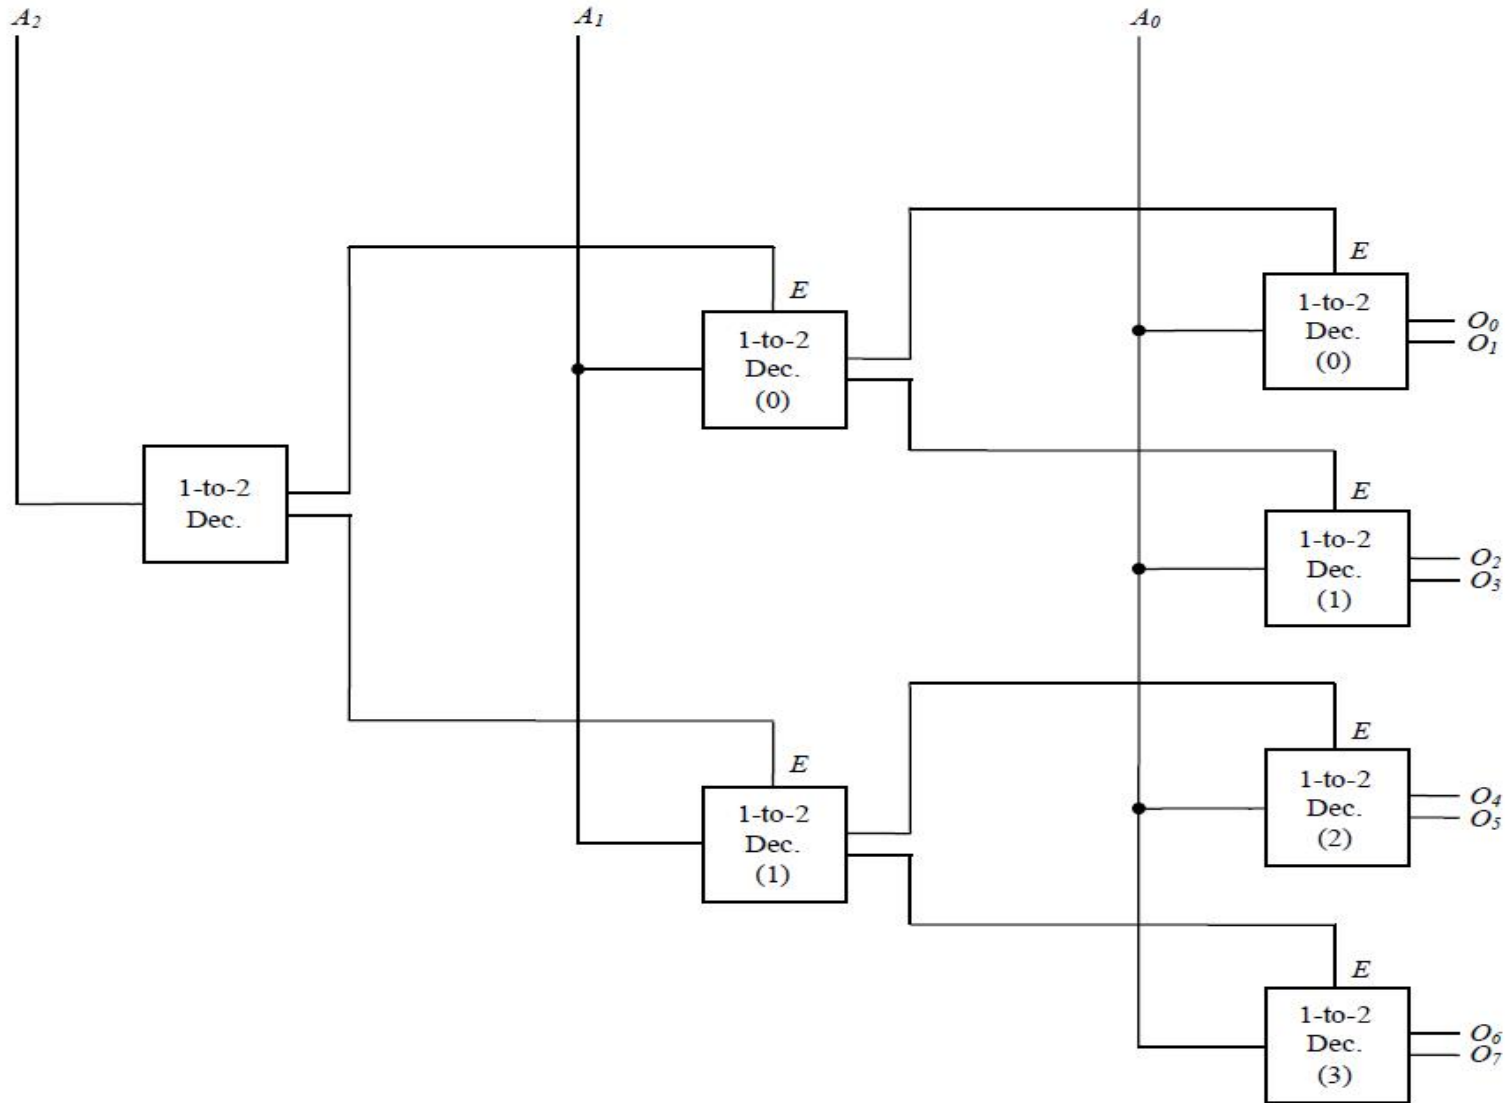 A2
A1
A0
E
1-to-2
Dec.
(0)
O0
O1
E
1-to-2
Dec.
(0)
1-to-2
Dec.
E
1-to-2
Dec.
(1)
O2
O3
E
1-to-2
Dec.
(2)
O4
O5
E
1-to-2
Dec.
(1)
E
1-to-2
Dec.
(3)
O6
O7